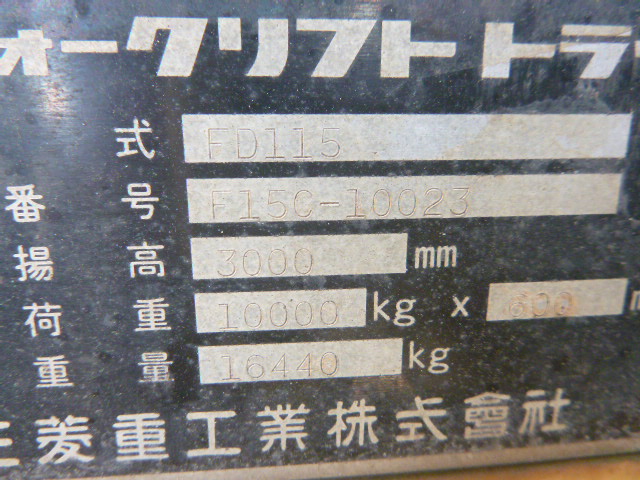 ォークリフト トラ
式 FD115
番号 F15C-10023
揚高 3000 mm
荷重 10000 kg x 600
重量 16440 kg
三菱重工業株式會社